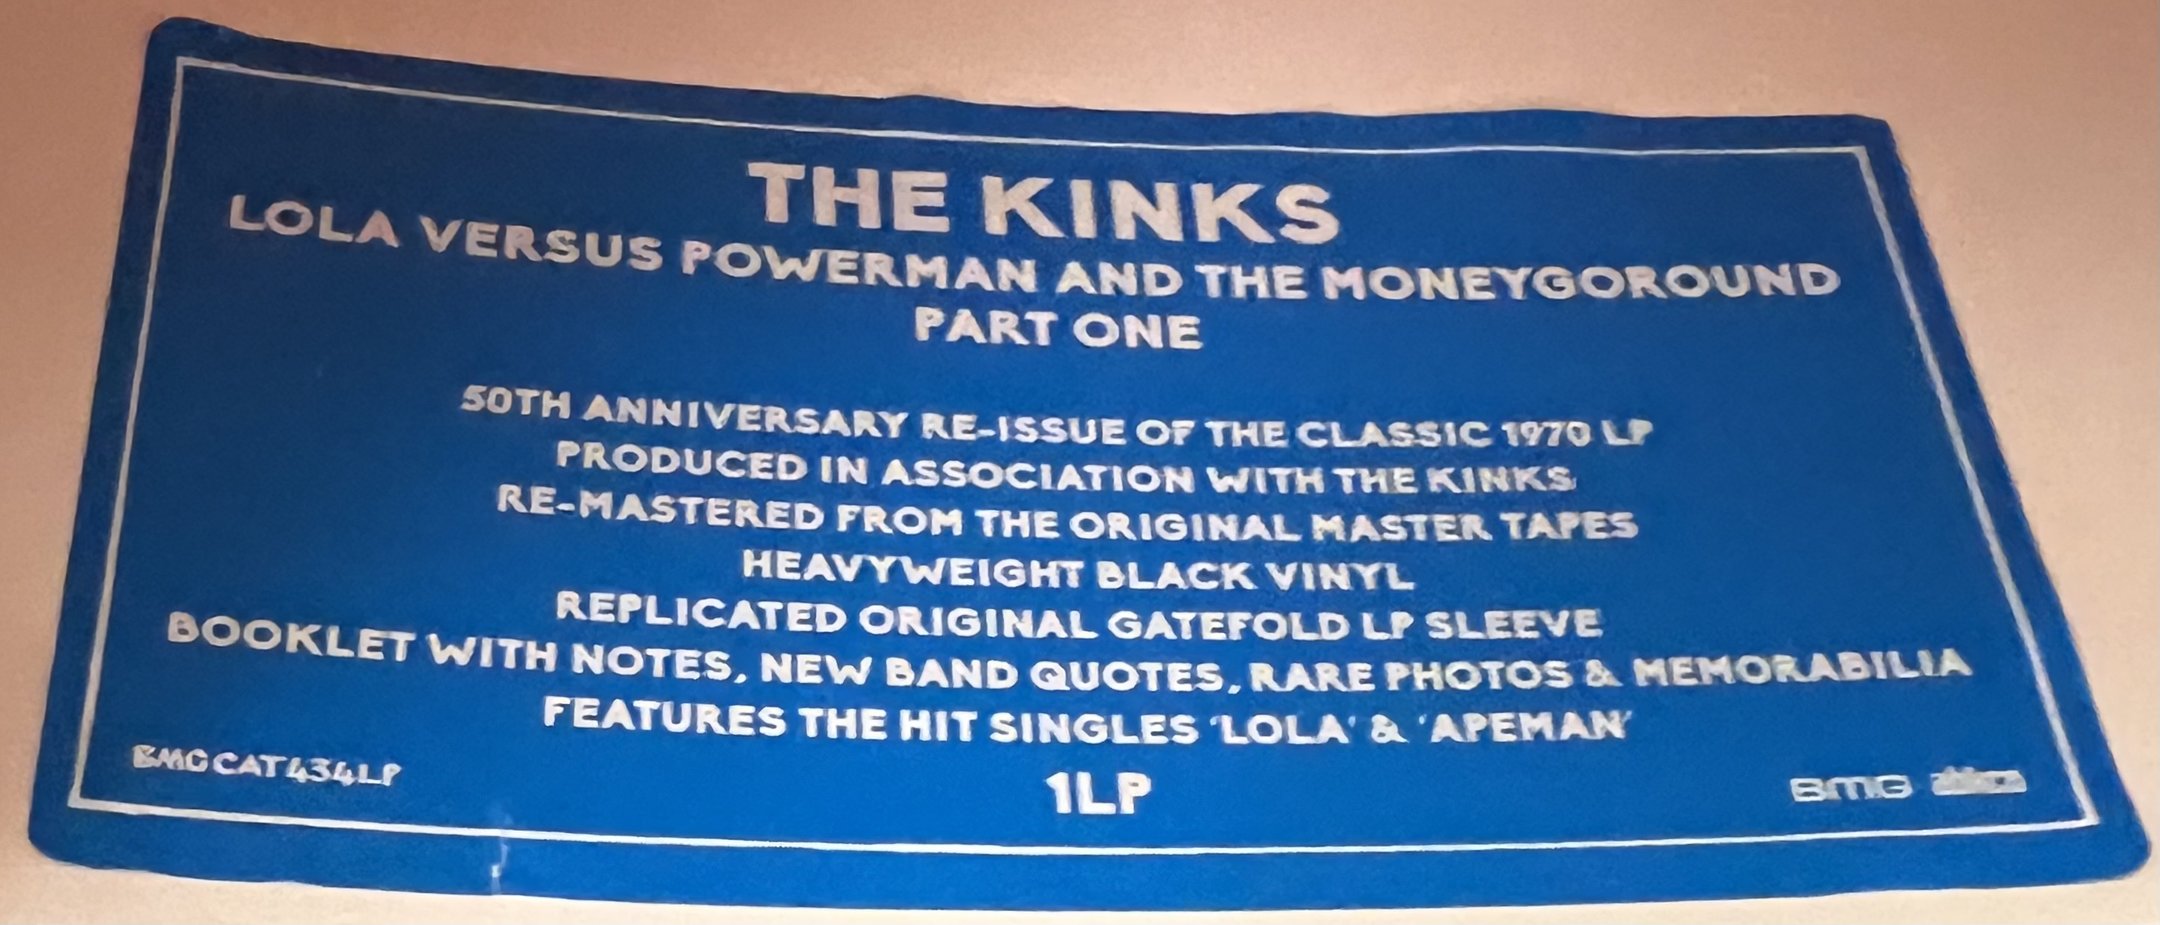 THE KINKS
LOLA VERSUS POWERMAN AND THE MONEYGOROUND
PART ONE
50TH ANNIVERSARY RE-ISSUE OF THE CLASSIC 1970 LP
PRODUCED IN ASSOCIATION WITH THE KINKS
RE-MASTERED FROM THE ORIGINAL MASTER TAPES
HEAVYWEIGHT BLACK VINYL
REPLICATED ORIGINAL GATEFOLD LP SLEEVE
BOOKLET WITH NOTES, NEW BAND QUOTES, RARE PHOTOS & MEMORABILIA
FEATURES THE HIT SINGLES 'LOLA' & 'APEMAN'
BMGCAT434LP
1LP
BMG